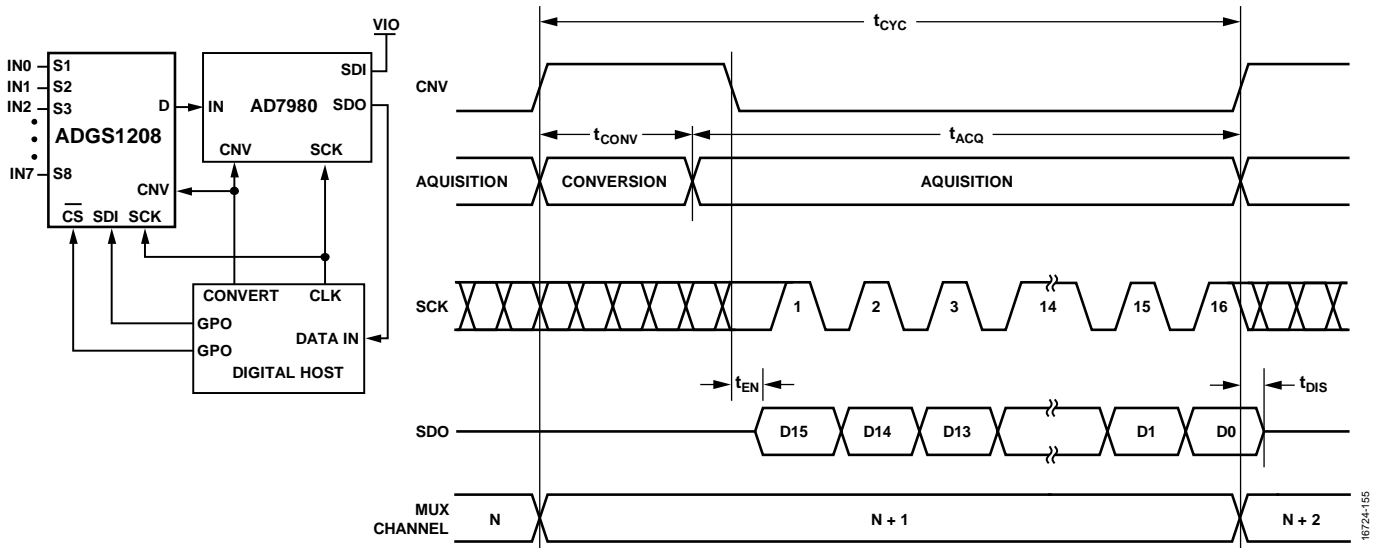 VIO
IN0 S1
IN1 S2
IN2 S3
IN7 S8
ADGS1208
D
CNV
CS SDI SCK
SDI
IN AD7980 SDO
CNV SCK
CONVERT CLK
GPO
GPO
DATA IN
DIGITAL HOST
tCYC
CNV
tCONV tACQ
AQUISITION CONVERSION AQUISITION
SCK 1 2 3 14 15 16
tEN tDIS
SDO D15 D14 D13 D1 D0
MUX
CHANNEL
N N + 1 N + 2
16724-155